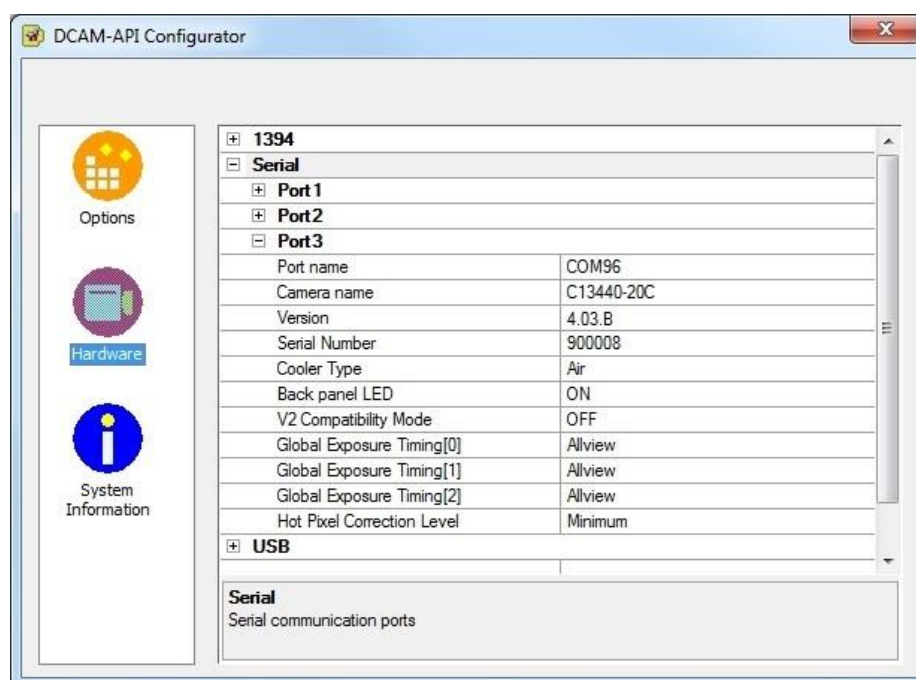 DCAM-API Configurator
Options
Hardware
System
Information
1394
Serial
Port1
Port2
Port3
Port name COM96
Camera name C13440-20C
Version 4.03.B
Serial Number 900008
Cooler Type Air
Back panel LED ON
V2 Compatibility Mode OFF
Global Exposure Timing[0] Allview
Global Exposure Timing[1] Allview
Global Exposure Timing[2] Allview
Hot Pixel Correction Level Minimum
USB
Serial
Serial communication ports